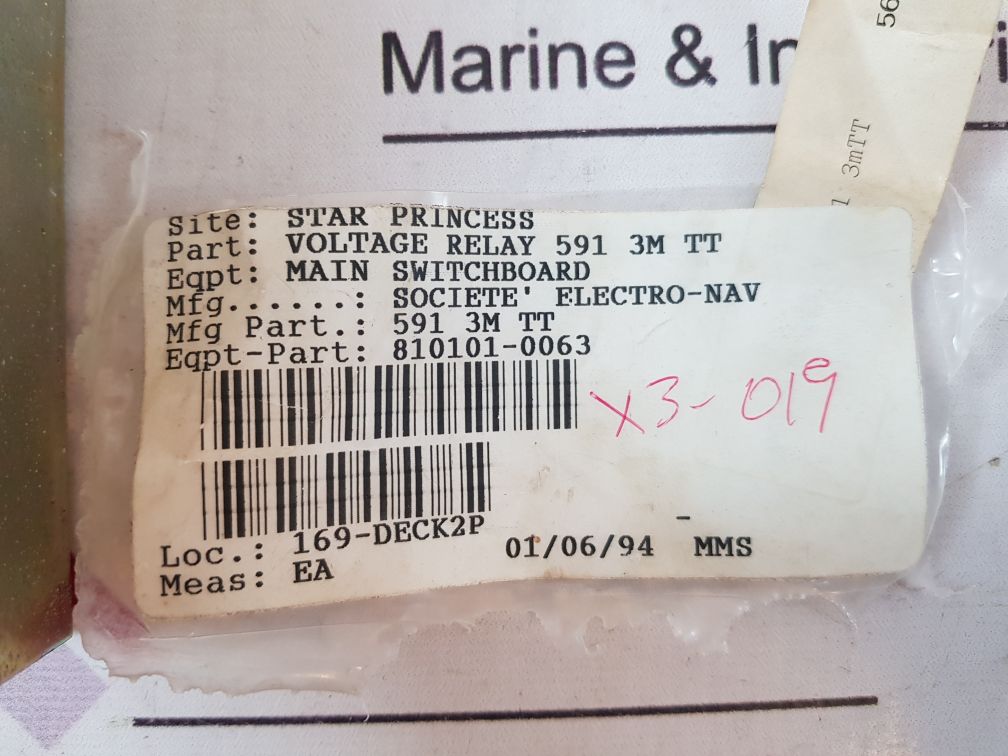 Marine &
56
3mTT
Site: STAR PRINCESS
Part: VOLTAGE RELAY 591 3M TT
Eqpt: MAIN SWITCHBOARD
Mfg......: SOCIETE' ELECTRO-NAV
Mfg Part.: 591 3M TT
Eqpt-Part: 810101-0063
X3-019
Loc.: 169-DECK2P
01/06/94 MMS
Meas: EA